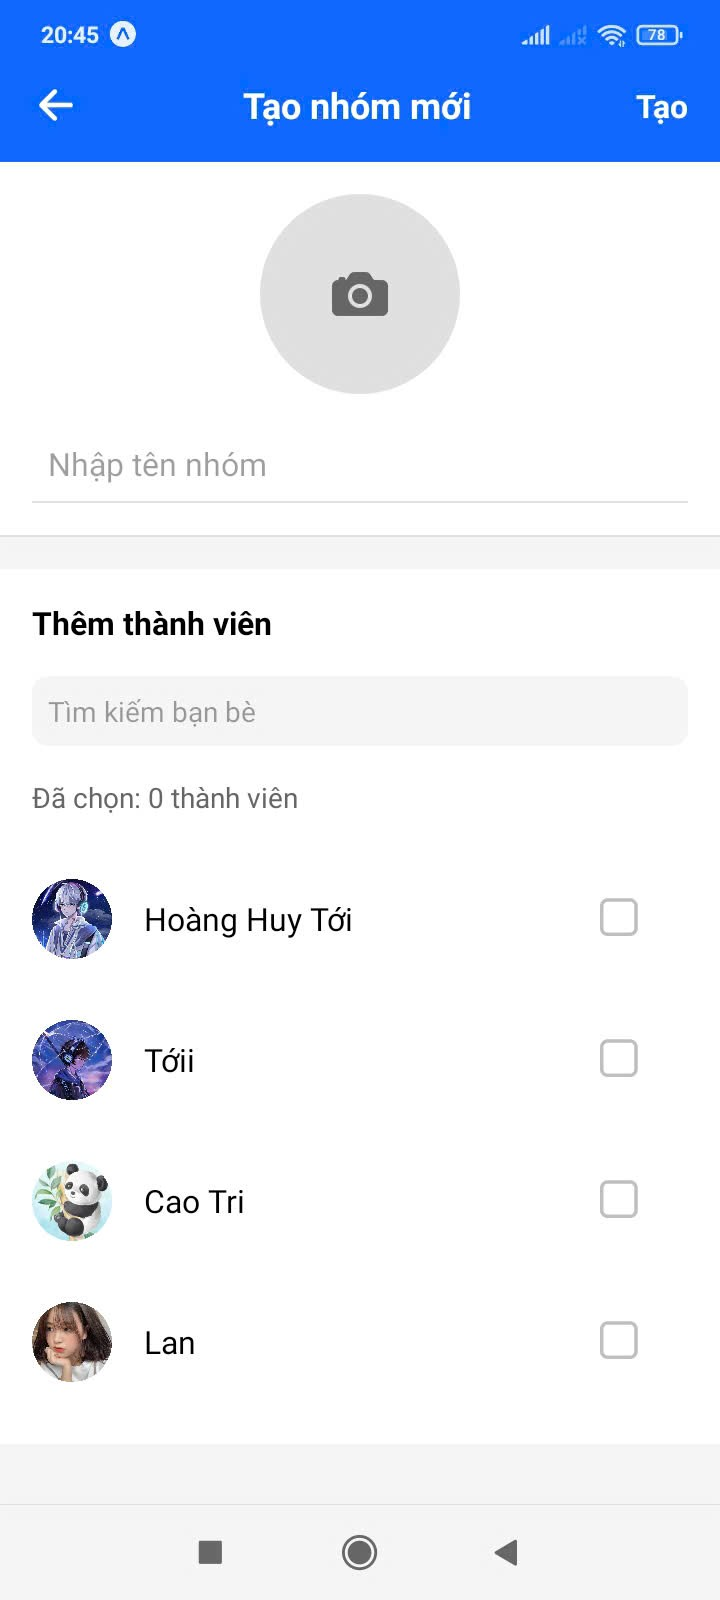 20:45
78
Tạo nhóm mới
Tạo
Nhập tên nhóm
Thêm thành viên
Tìm kiếm bạn bè
Đã chọn: 0 thành viên
Hoàng Huy Tới
Tớii
Cao Tri
Lan